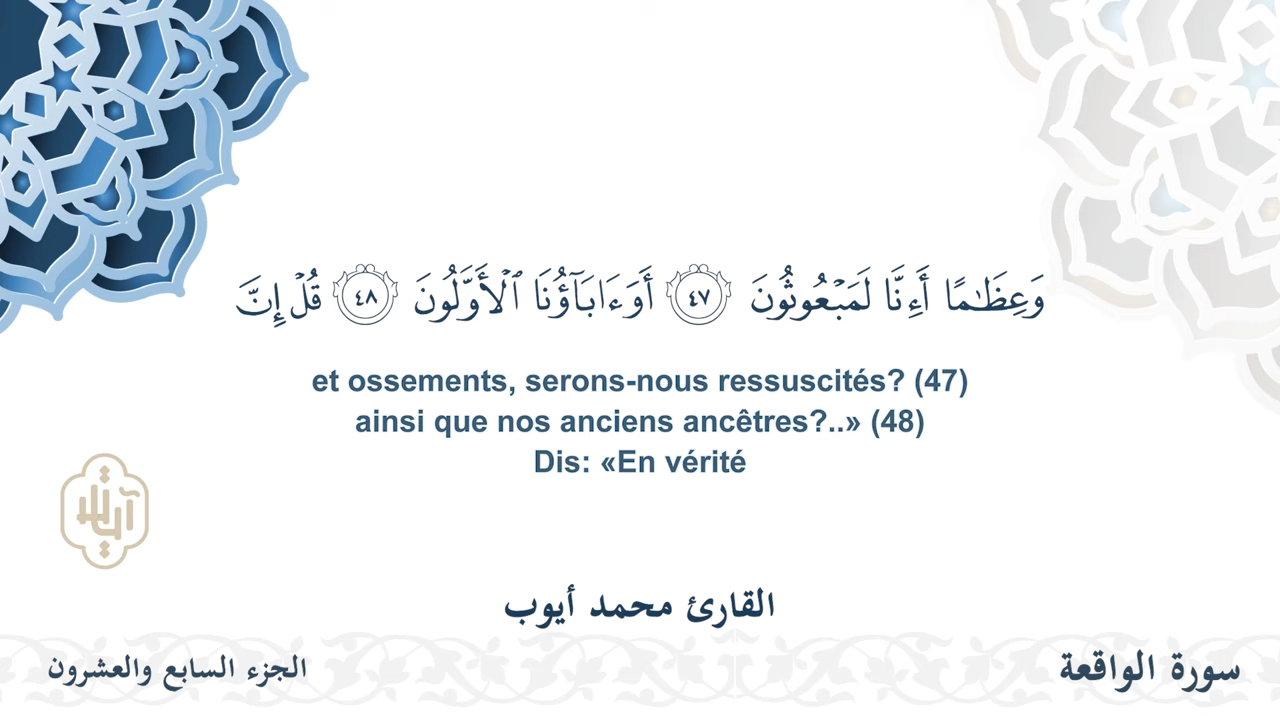 وَعِظَٰمًا أَءِنَّا لَمَبۡعُوثُونَ ٤٧ أَوَءَابَآؤُنَا ٱلۡأَوَّلُونَ ٤٨ قُلۡ إِنَّ
et ossements, serons-nous ressuscités? (47)
ainsi que nos anciens ancêtres?..» (48)
Dis: «En vérité
القارئ محمد أيوب
سورة الواقعة
الجزء السابع والعشرون